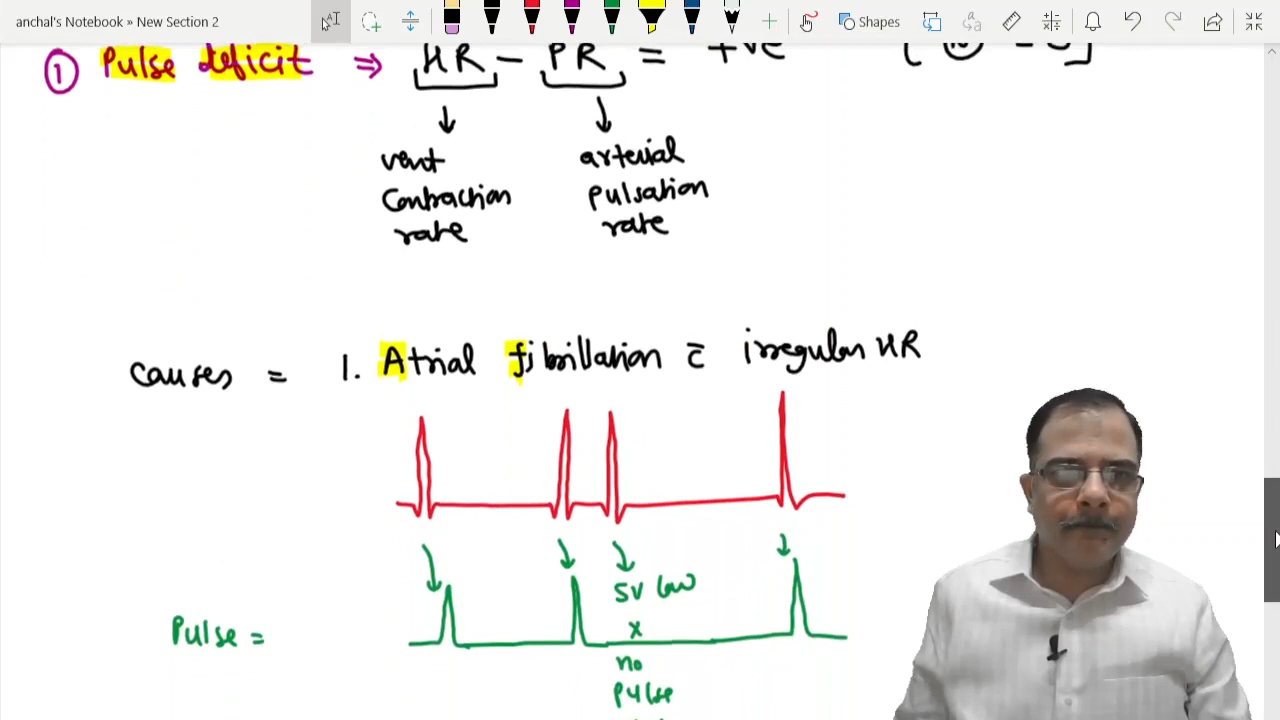 anchal's Notebook » New Section 2
Shapes
① Pulse deficit ⇒ HR - PR = +ve
vent
Contraction
rate
arterial
Pulsation
rate
Causes = 1. Atrial fibrillation c̄ irregular HR
SV low
x
Pulse =
no
Pulse